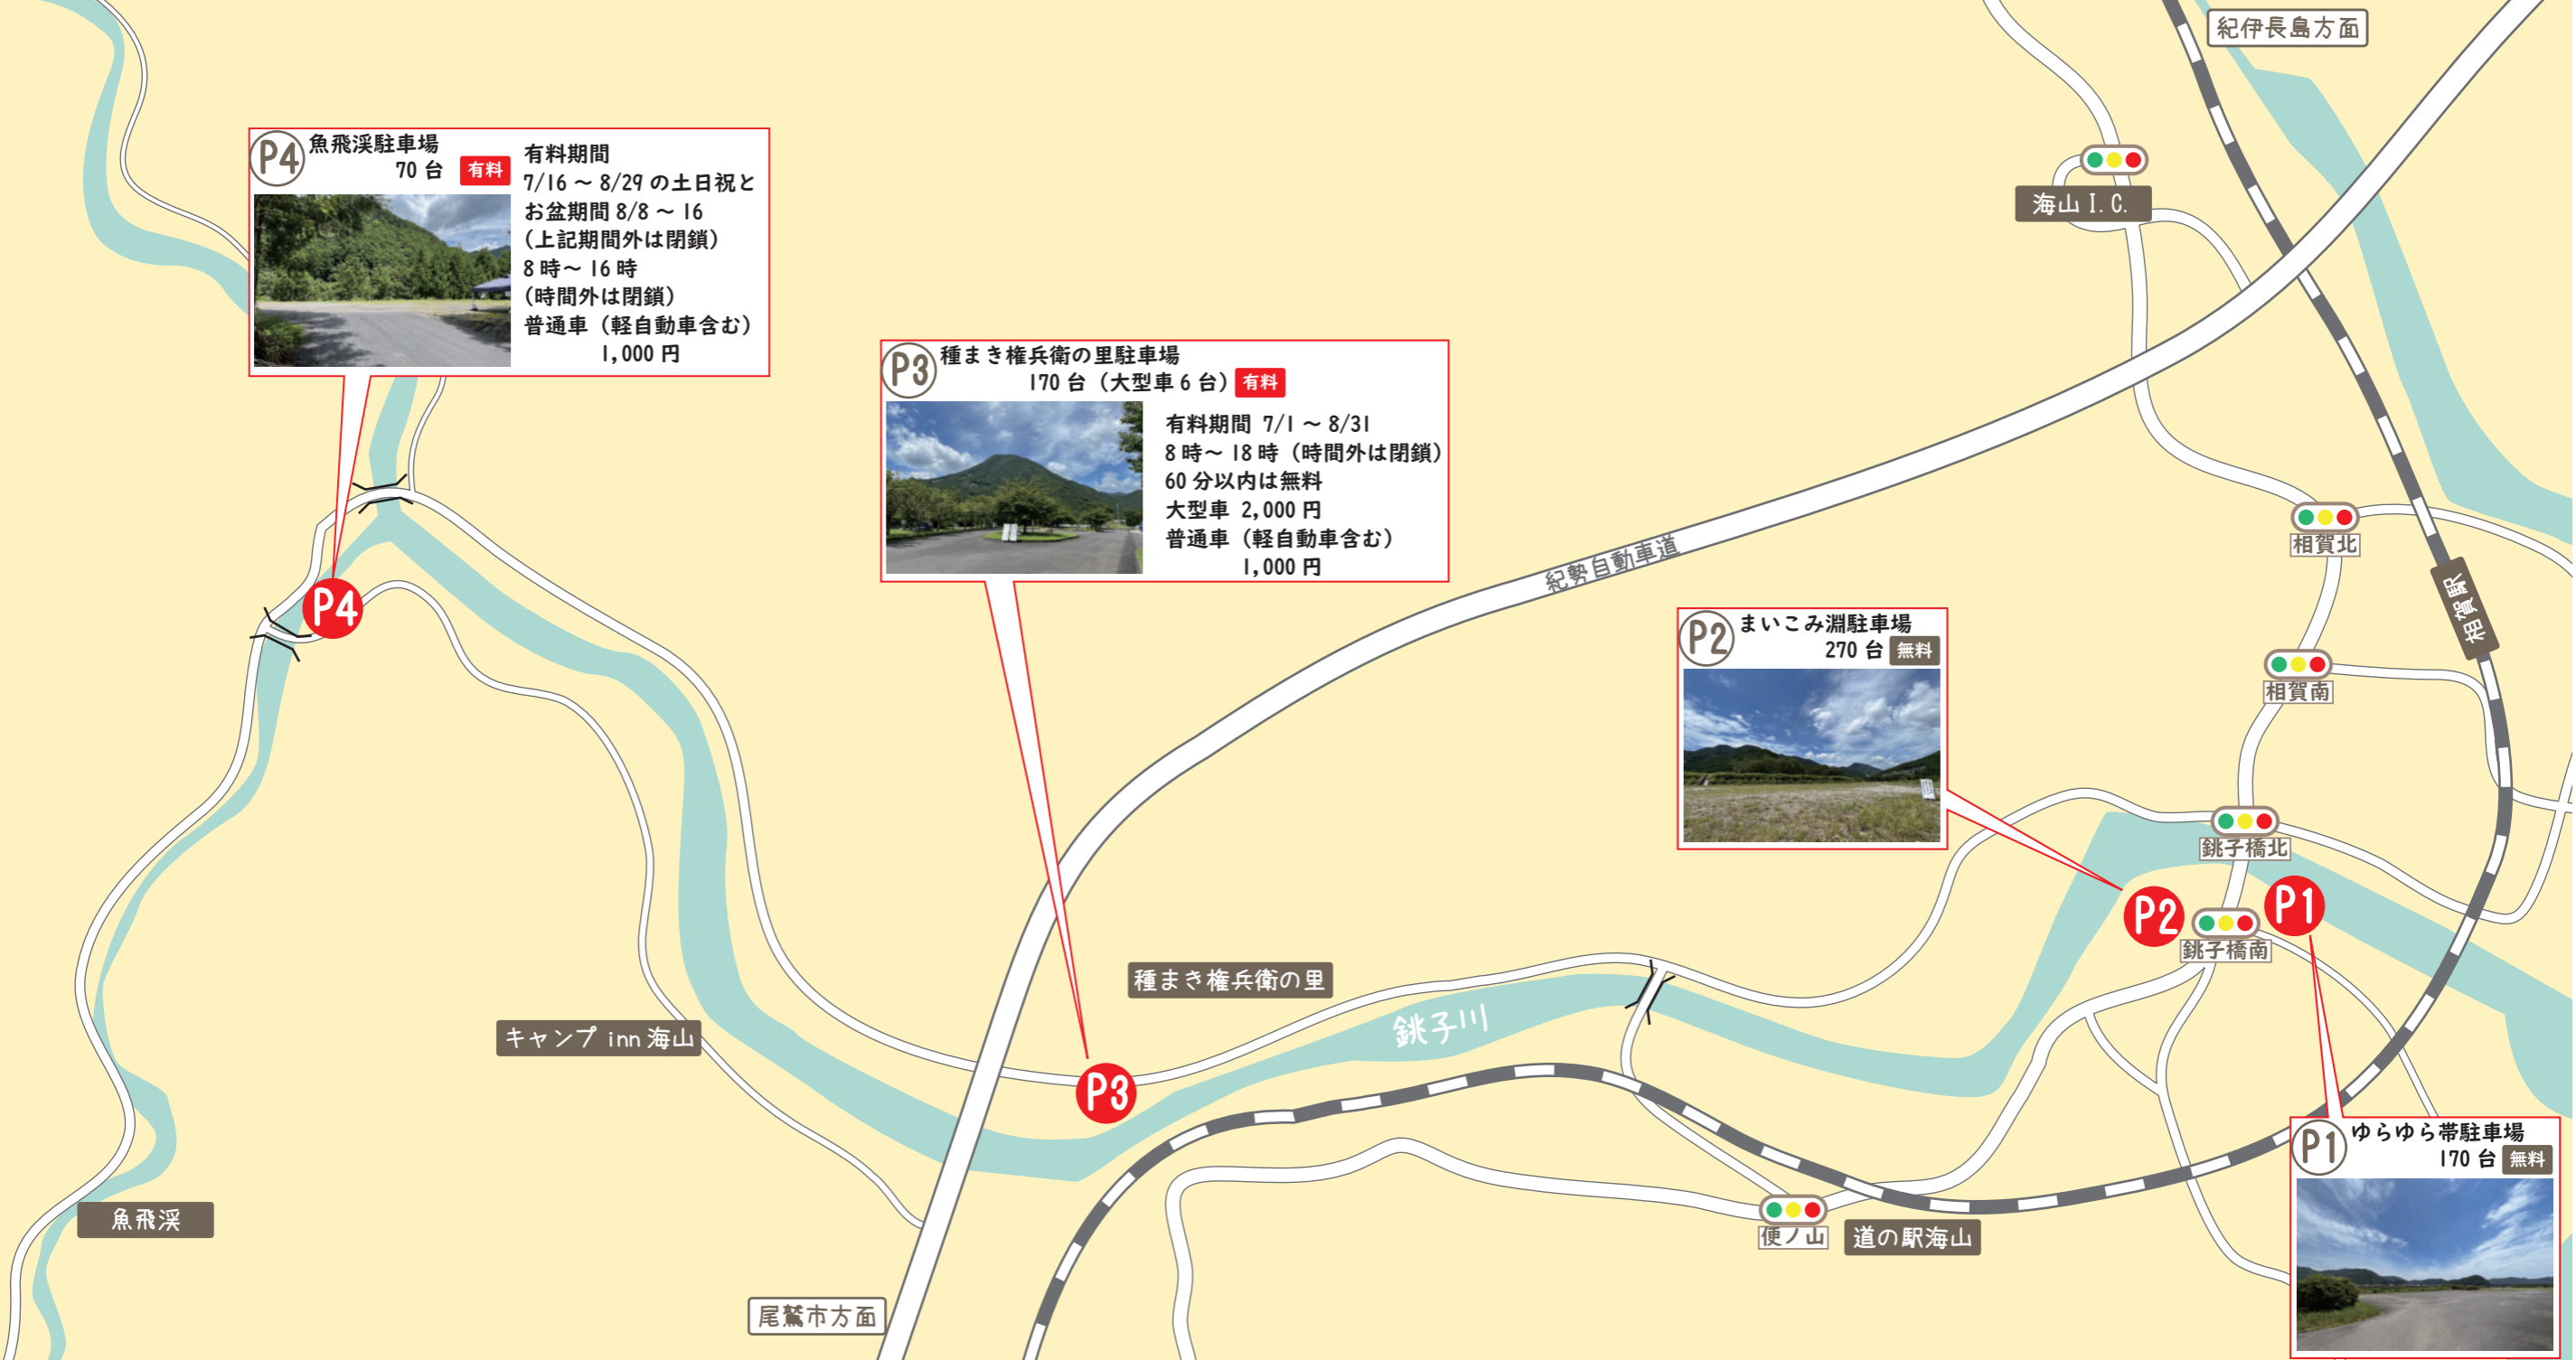 紀伊長島方面
P4 魚飛渓駐車場
70台 有料
有料期間
7/16～8/29の土日祝と
お盆期間8/8～16
(上記期間外は閉鎖)
8時～16時
(時間外は閉鎖)
普通車(軽自動車含む)
1,000円
海山I.C.
P3 種まき権兵衛の里駐車場
170台(大型車6台) 有料
有料期間 7/1～8/31
8時～18時(時間外は閉鎖)
60分以内は無料
大型車 2,000円
普通車(軽自動車含む)
1,000円
相賀北
紀勢自動車道
相賀駅
P4
P2 まいこみ淵駐車場
270台 無料
相賀南
銚子橋北
P2
P1
銚子橋南
種まき権兵衛の里
銚子川
キャンプinn海山
P3
P1 ゆらゆら帯駐車場
170台 無料
魚飛渓
便ノ山
道の駅海山
尾鷲市方面